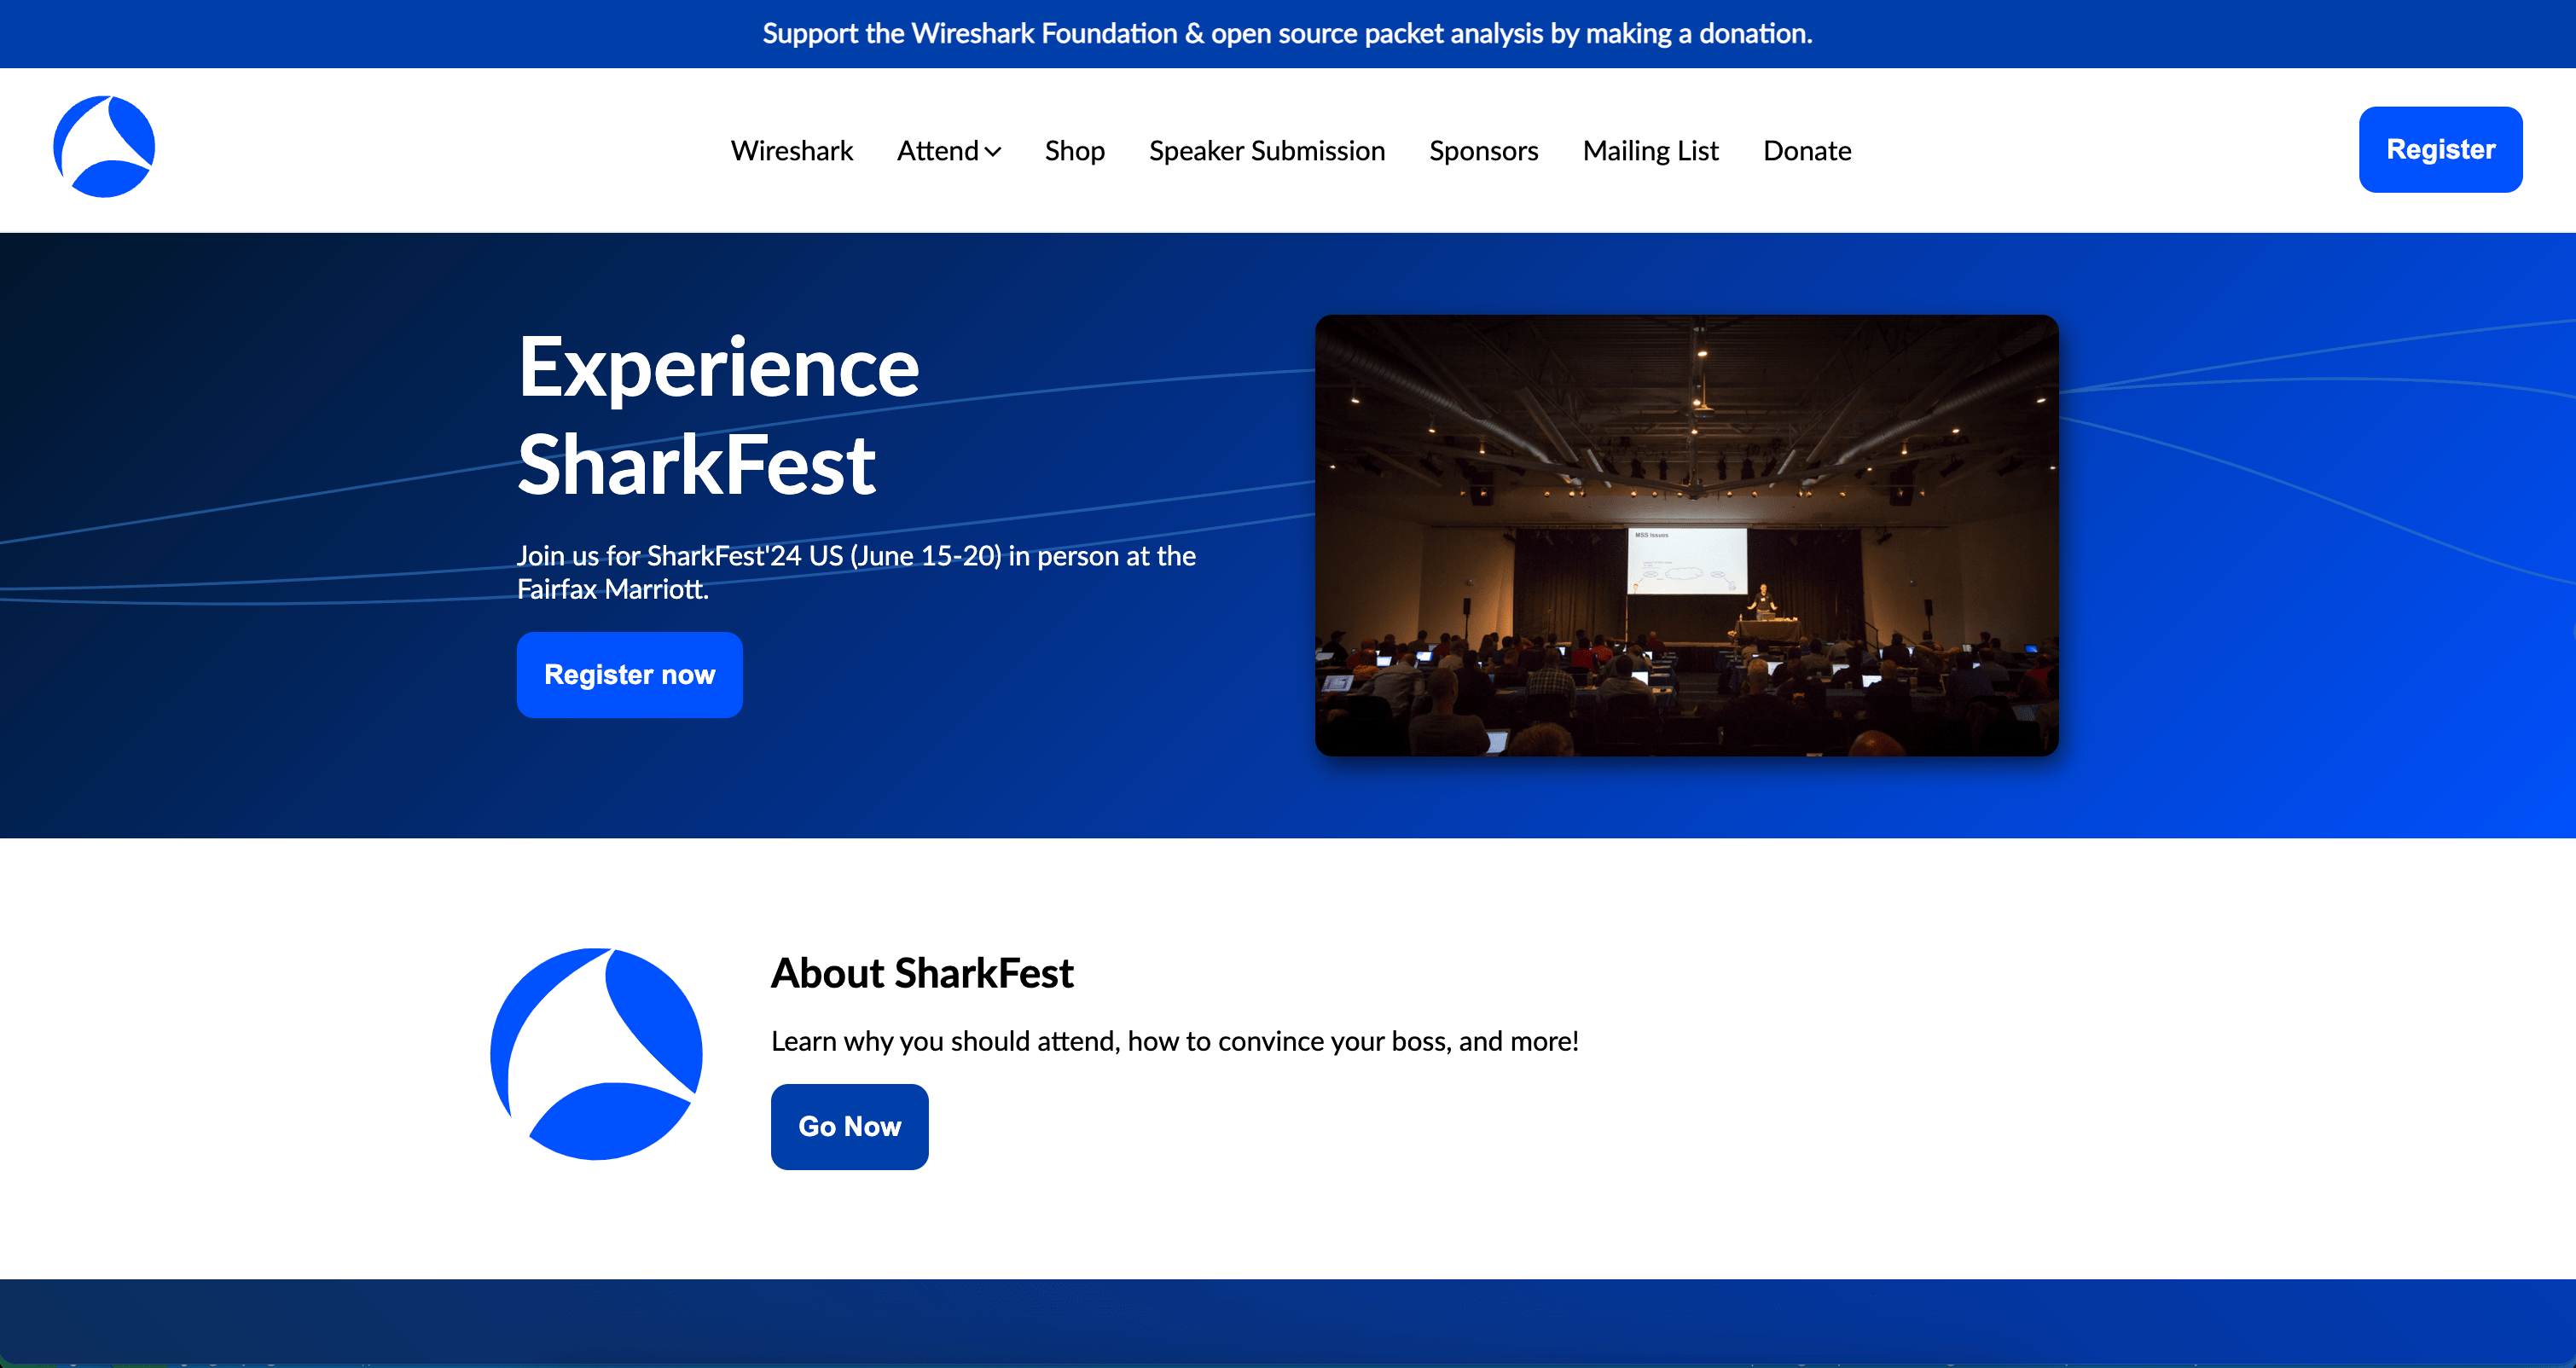 Support the Wireshark Foundation & open source packet analysis by making a donation.
Wireshark
Attend
Shop
Speaker Submission
Sponsors
Mailing List
Donate
Register
Experience
SharkFest
Join us for SharkFest'24 US (June 15-20) in person at the
Fairfax Marriott.
Register now
MSS Issues
About SharkFest
Learn why you should attend, how to convince your boss, and more!
Go Now